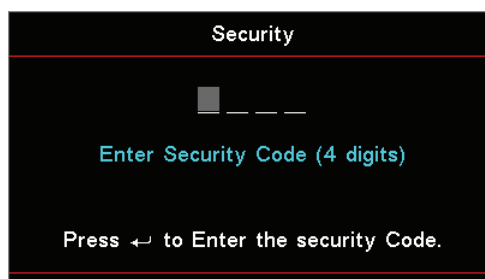 Security
_ _ _ _
Enter Security Code (4 digits)
Press ↵ to Enter the security Code.